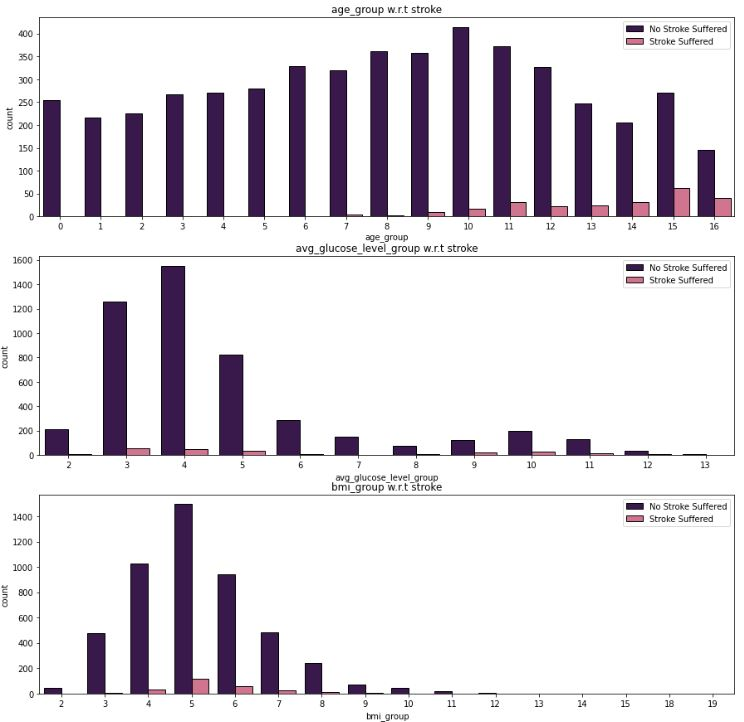 age_group w.r.t stroke
400
350
300
250
200
150
100
50
0
count
No Stroke Suffered
Stroke Suffered
0 1 2 3 4 5 6 7 8 9 10 11 12 13 14 15 16
age_group
avg_glucose_level_group w.r.t stroke
1600
1400
1200
1000
800
600
400
200
0
count
No Stroke Suffered
Stroke Suffered
2 3 4 5 6 7 8 9 10 11 12 13
avg_glucose_level_group
bmi_group w.r.t stroke
1400
1200
1000
800
600
400
200
0
count
No Stroke Suffered
Stroke Suffered
2 3 4 5 6 7 8 9 10 11 12 13 14 15 18 19
bmi_group